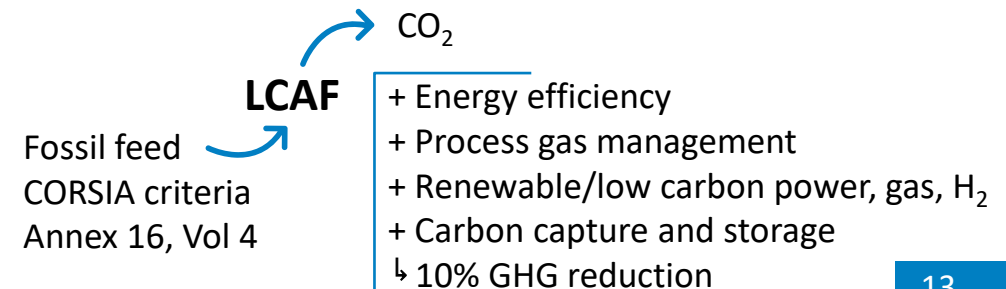 CO₂
LCAF
Fossil feed
CORSIA criteria
Annex 16, Vol 4
+ Energy efficiency
+ Process gas management
+ Renewable/low carbon power, gas, H₂
+ Carbon capture and storage
↳ 10% GHG reduction
13